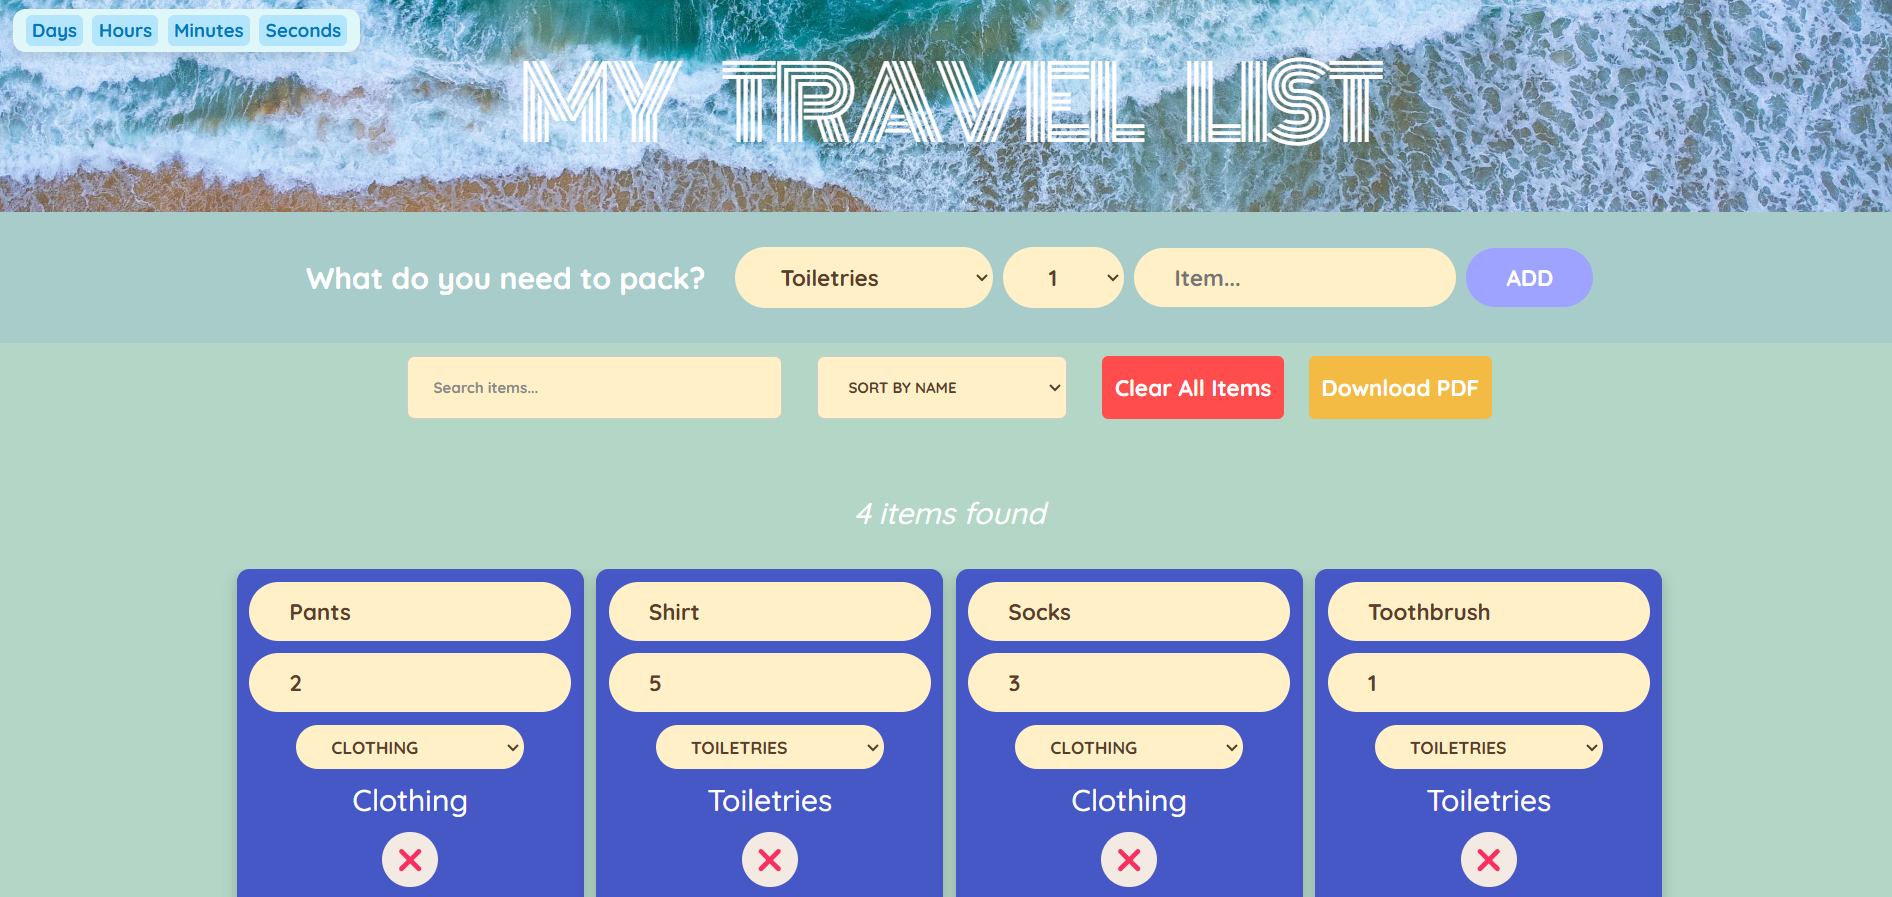 Days Hours Minutes Seconds
MY TRAVEL LIST
What do you need to pack? Toiletries 1 Item... ADD
Search items... SORT BY NAME Clear All Items Download PDF
4 items found
Pants Shirt Socks Toothbrush
2 5 3 1
CLOTHING TOILETRIES CLOTHING TOILETRIES
Clothing Toiletries Clothing Toiletries